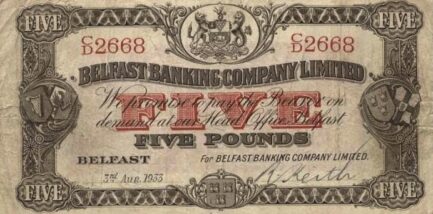 FIVE FIVE
C/D 2668 C/D 2668
BELFAST BANKING COMPANY LIMITED
FIVE
We promise to pay the Bearer on
demand at our Head Office Belfast
FIVE POUNDS
BELFAST For BELFAST BANKING COMPANY LIMITED.
3rd Aug. 1933
FIVE FIVE